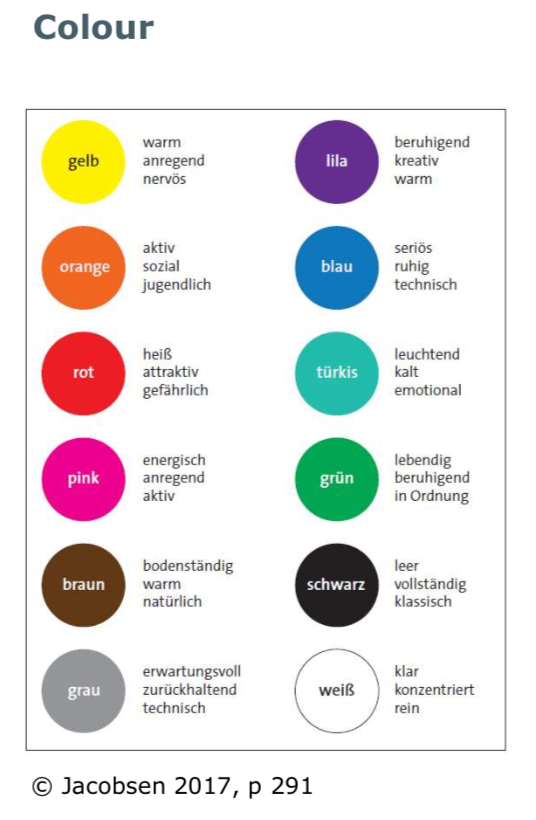 Colour
gelb
warm
anregend
nervös
lila
beruhigend
kreativ
warm
orange
aktiv
sozial
jugendlich
blau
seriös
ruhig
technisch
rot
heiß
attraktiv
gefährlich
türkis
leuchtend
kalt
emotional
pink
energisch
anregend
aktiv
grün
lebendig
beruhigend
in Ordnung
braun
bodenständig
warm
natürlich
schwarz
leer
vollständig
klassisch
grau
erwartungsvoll
zurückhaltend
technisch
weiß
klar
konzentriert
rein
© Jacobsen 2017, p 291